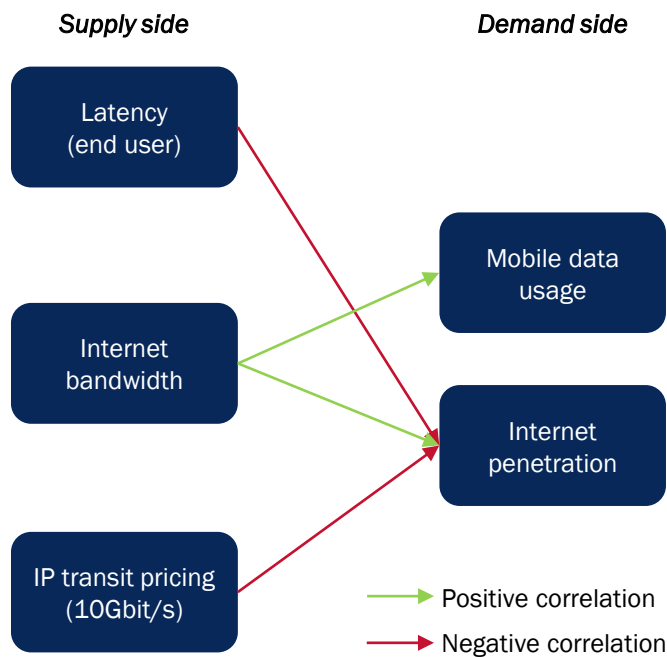 Supply side
Demand side
Latency
(end user)
Mobile data
usage
Internet
bandwidth
Internet
penetration
IP transit pricing
(10Gbit/s)
Positive correlation
Negative correlation